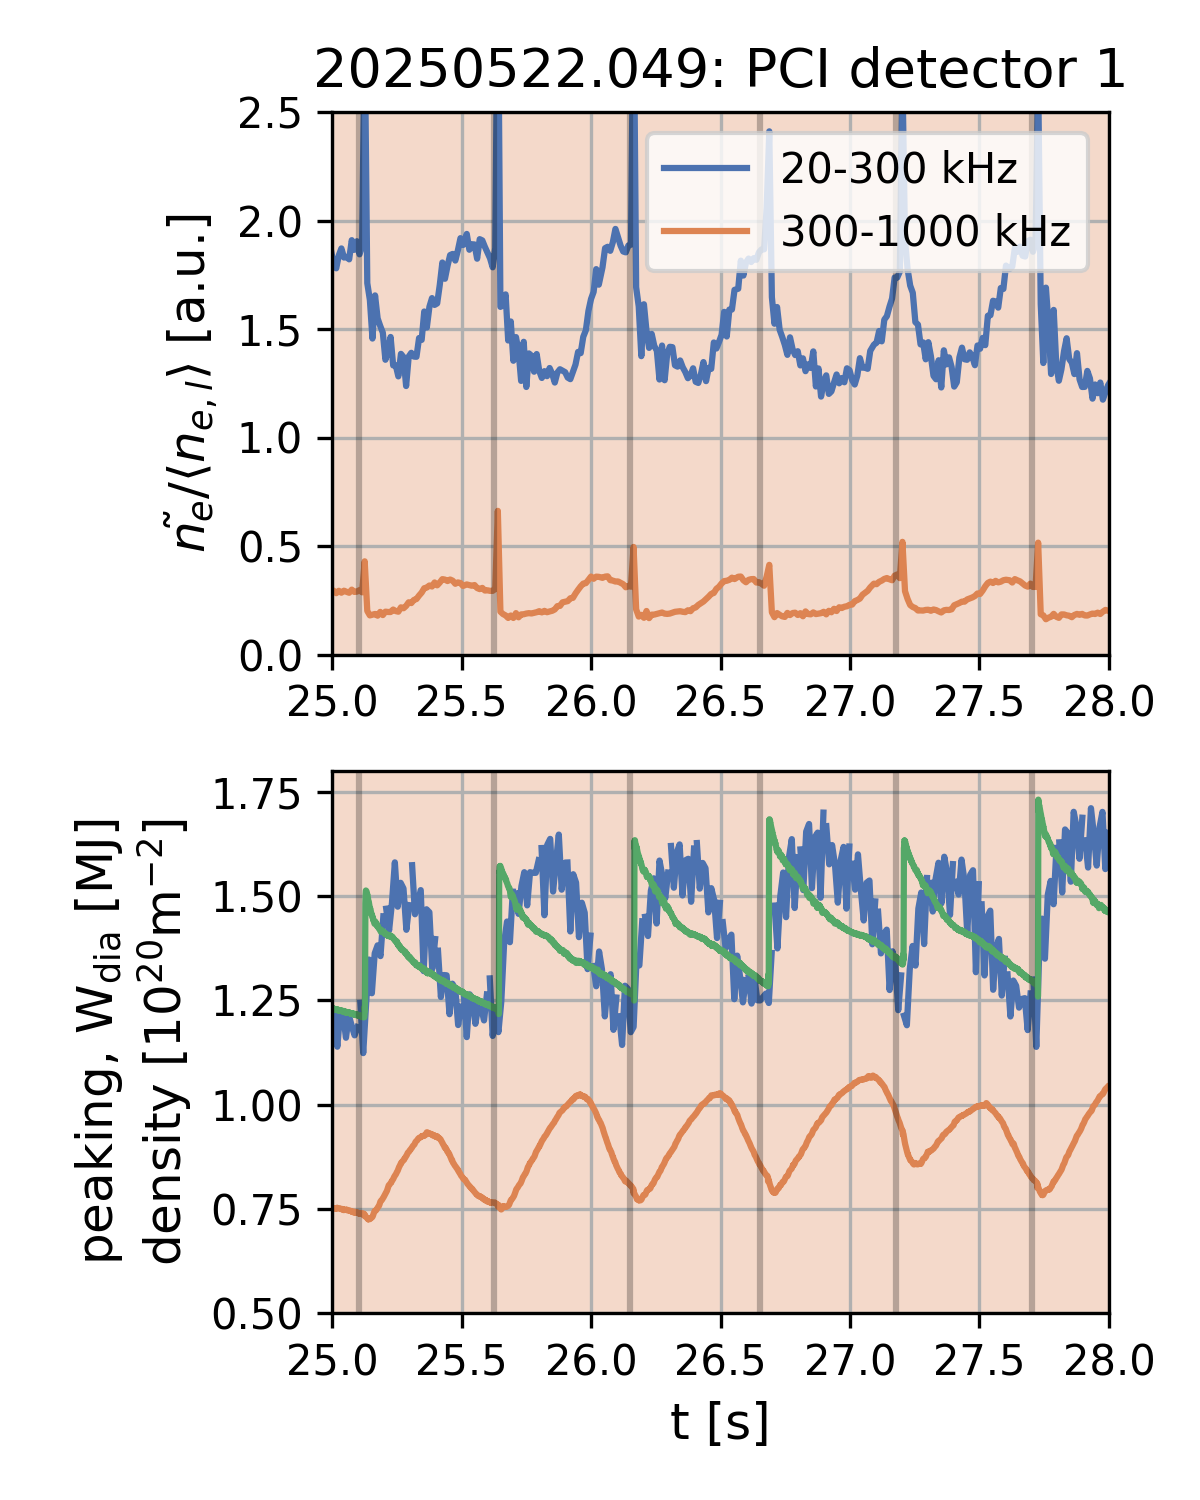 20250522.049: PCI detector 1
ñₑ/⟨nₑ,ₗ⟩ [a.u.]
2.5
2.0
1.5
1.0
0.5
0.0
20-300 kHz
300-1000 kHz
25.0 25.5 26.0 26.5 27.0 27.5 28.0
peaking, W_dia [MJ]
density [10²⁰m⁻²]
1.75
1.50
1.25
1.00
0.75
0.50
25.0 25.5 26.0 26.5 27.0 27.5 28.0
t [s]